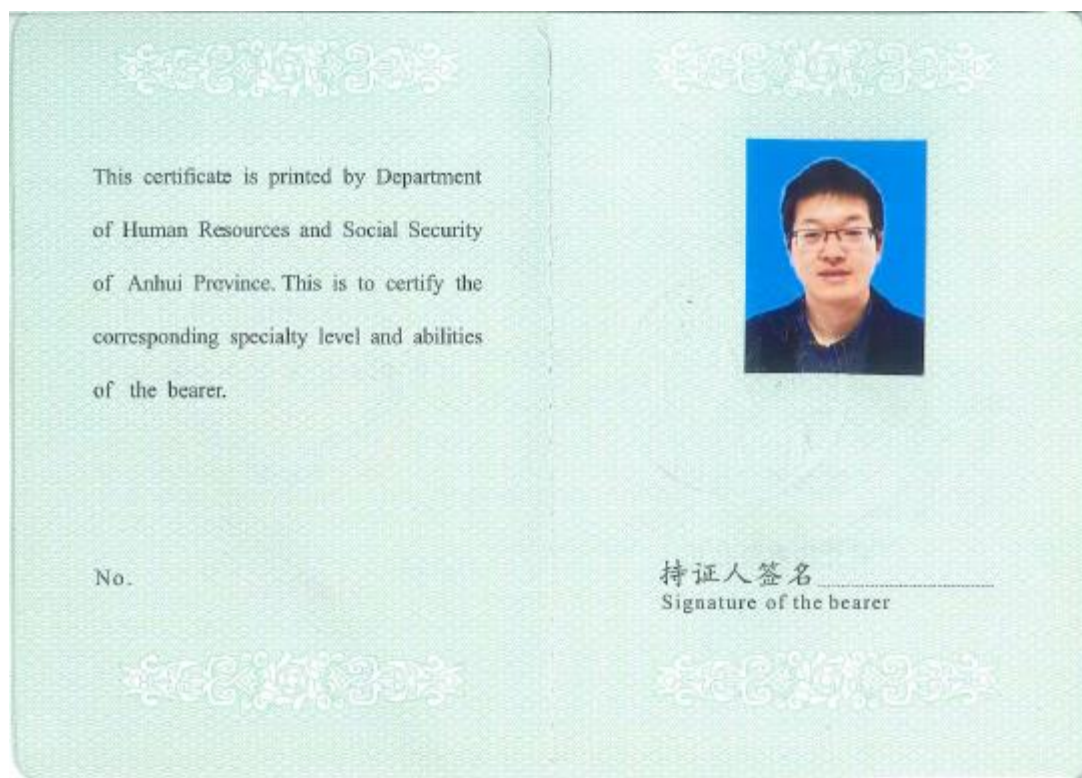 This certificate is printed by Department
of Human Resources and Social Security
of Anhui Province. This is to certify the
corresponding specialty level and abilities
of the bearer.
No.
持证人签名
Signature of the bearer